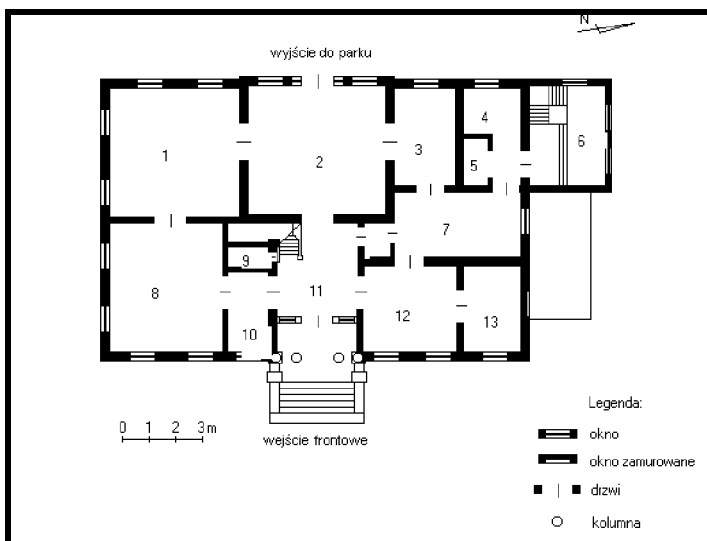 N
wyjście do parku
1
2
3
4
5
6
7
8
9
10
11
12
13
0 1 2 3m
wejście frontowe
Legenda:
okno
okno zamurowane
drzwi
kolumna